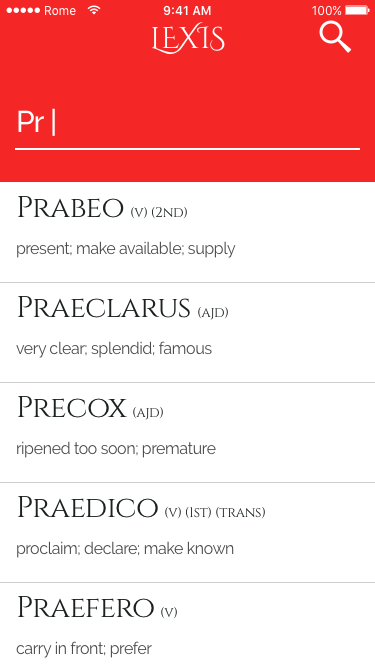 Rome 9:41 AM 100%
LEXIS
Pr
PRABEO (V) (2ND)
present; make available; supply
PRAECLARUS (AJD)
very clear; splendid; famous
PRECOX (AJD)
ripened too soon; premature
PRAEDICO (V) (1ST) (TRANS)
proclaim; declare; make known
PRAEFERO (V)
carry in front; prefer